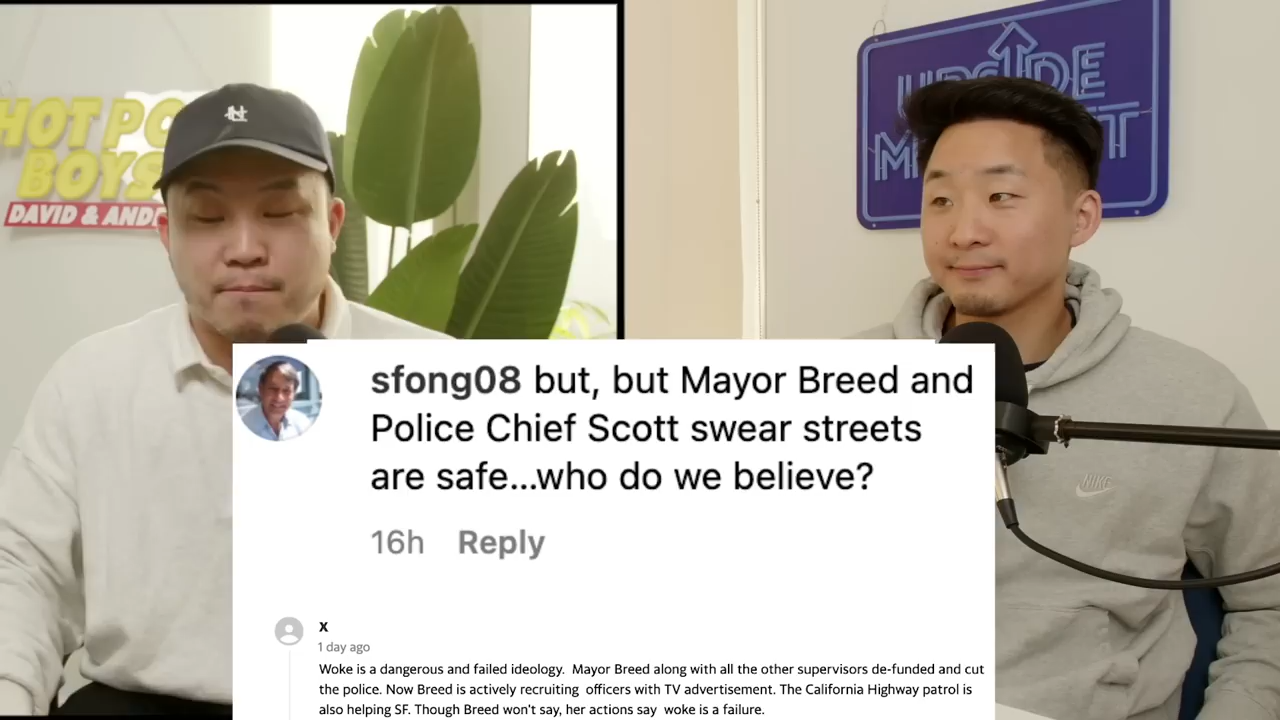 HOT PO
BOYS
DAVID & AND
UPSIDE
M
T
sfong08 but, but Mayor Breed and
Police Chief Scott swear streets
are safe...who do we believe?
16h Reply
X
1 day ago
Woke is a dangerous and failed ideology. Mayor Breed along with all the other supervisors de-funded and cut
the police. Now Breed is actively recruiting officers with TV advertisement. The California Highway patrol is
also helping SF. Though Breed won't say, her actions say woke is a failure.
NIKE